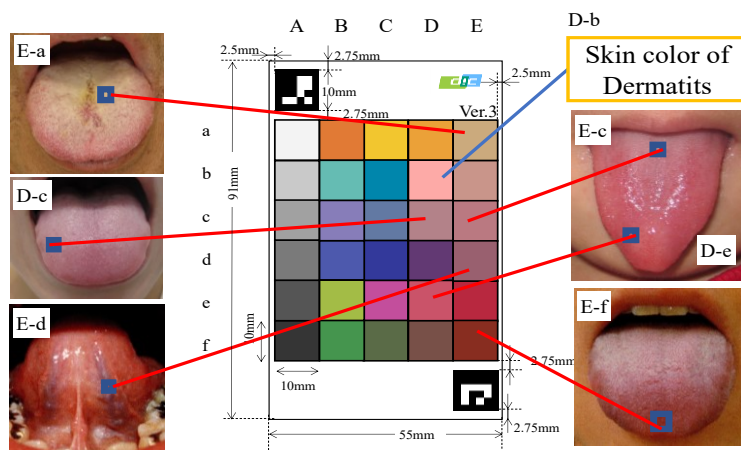 A B C D E
D-b
E-a
2.5mm
2.75mm
Skin color of
Dermatits
10mm
2.5mm
2.75mm
Ver.3
E-c
a
b
91mm
D-c
c
d
D-e
E-d
e
E-f
f
10mm
2.75mm
2.75mm
55mm